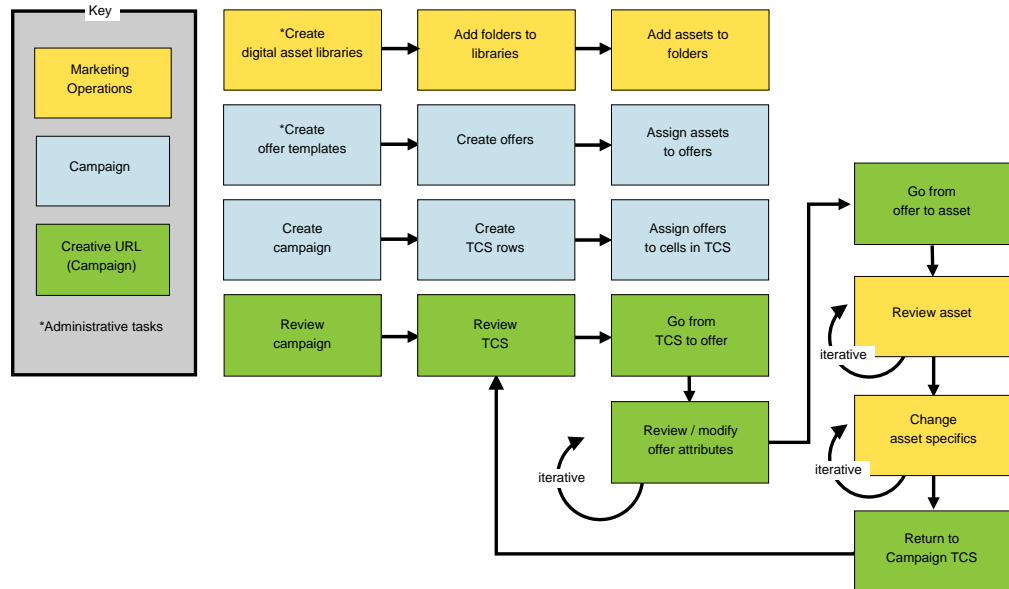 Key
Marketing
Operations
Campaign
Creative URL
(Campaign)
*Administrative tasks
*Create
digital asset libraries
Add folders to
libraries
Add assets to
folders
*Create
offer templates
Create offers
Assign assets
to offers
Create
campaign
Create
TCS rows
Assign offers
to cells in TCS
Review
campaign
Review
TCS
Go from
TCS to offer
Review / modify
offer attributes
iterative
Go from
offer to asset
Review asset
iterative
Change
asset specifics
iterative
Return to
Campaign TCS